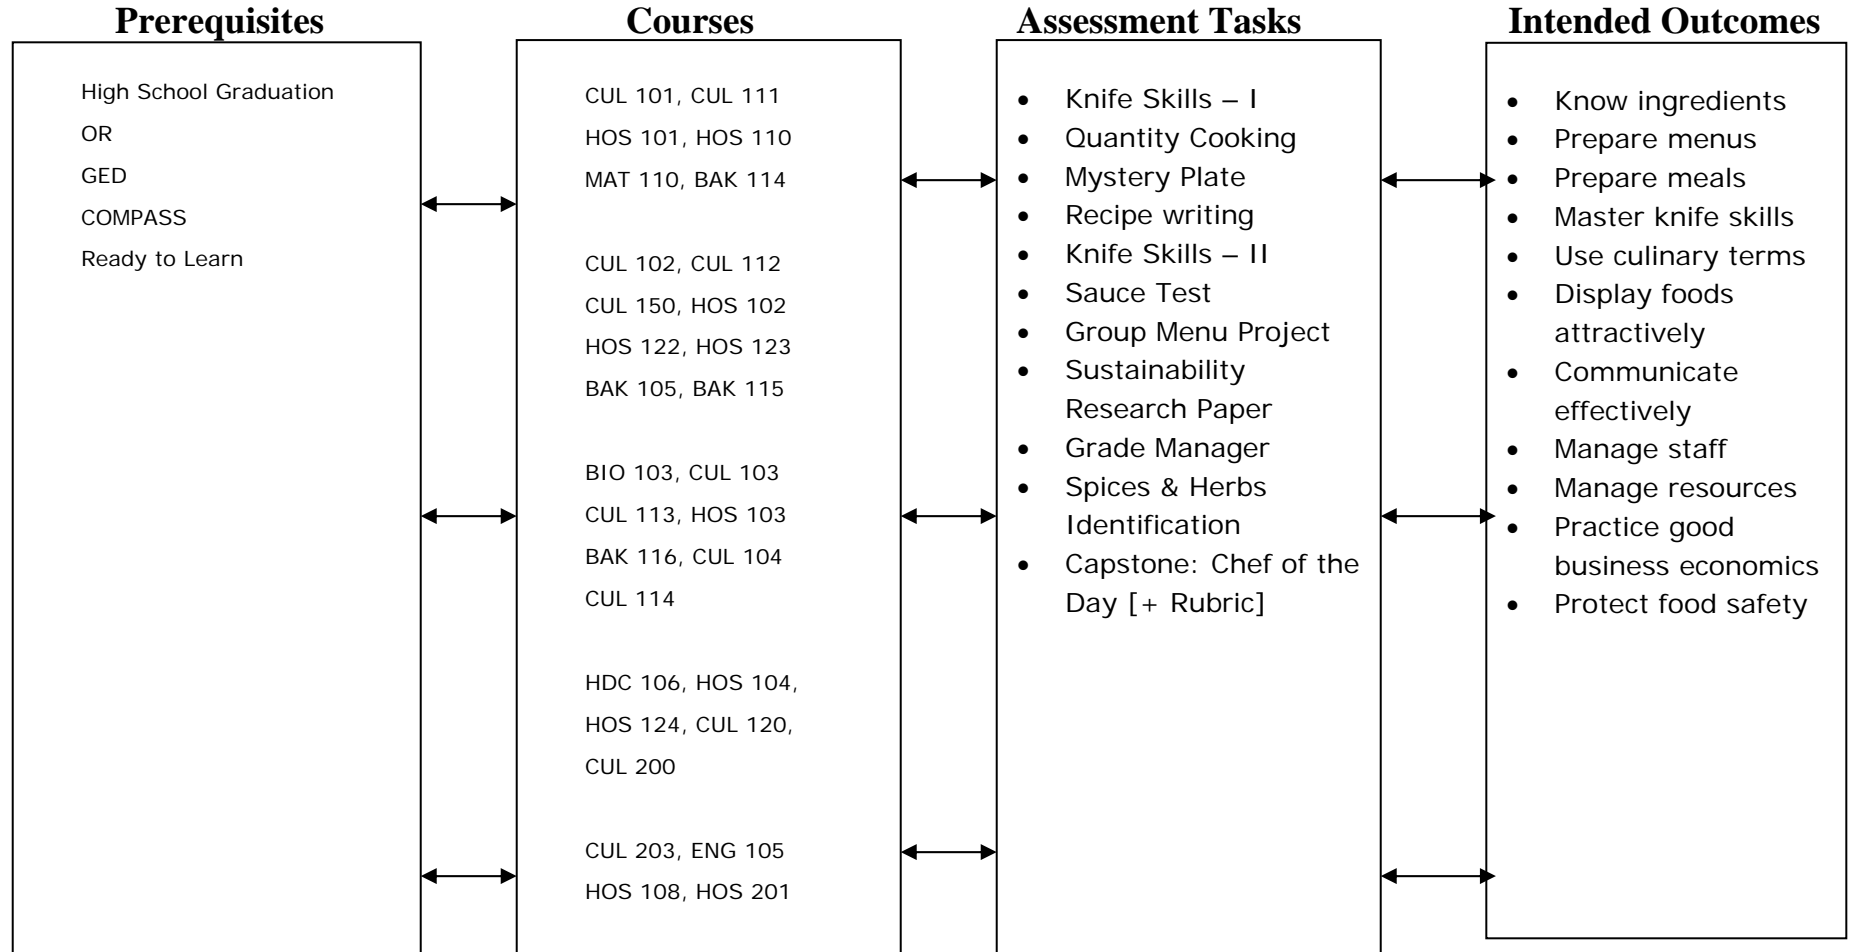 Prerequisites
High School Graduation
OR
GED
COMPASS
Ready to Learn
Courses
CUL 101, CUL 111
HOS 101, HOS 110
MAT 110, BAK 114
CUL 102, CUL 112
CUL 150, HOS 102
HOS 122, HOS 123
BAK 105, BAK 115
BIO 103, CUL 103
CUL 113, HOS 103
BAK 116, CUL 104
CUL 114
HDC 106, HOS 104,
HOS 124, CUL 120,
CUL 200
CUL 203, ENG 105
HOS 108, HOS 201
Assessment Tasks
• Knife Skills – I
• Quantity Cooking
• Mystery Plate
• Recipe writing
• Knife Skills – II
• Sauce Test
• Group Menu Project
• Sustainability
Research Paper
• Grade Manager
• Spices & Herbs
Identification
• Capstone: Chef of the
Day [+ Rubric]
Intended Outcomes
• Know ingredients
• Prepare menus
• Prepare meals
• Master knife skills
• Use culinary terms
• Display foods
attractively
• Communicate
effectively
• Manage staff
• Manage resources
• Practice good
business economics
• Protect food safety